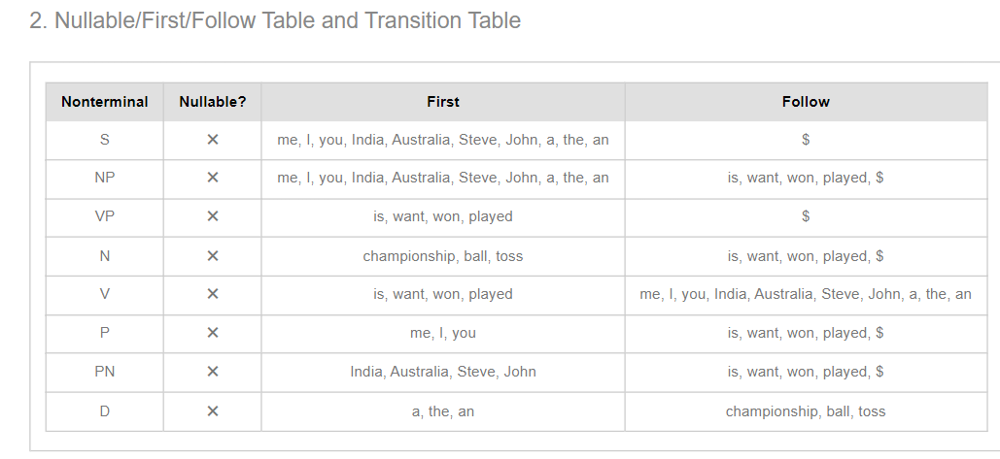 2. Nullable/First/Follow Table and Transition Table
Nonterminal Nullable? First Follow
S ✕ me, I, you, India, Australia, Steve, John, a, the, an $
NP ✕ me, I, you, India, Australia, Steve, John, a, the, an is, want, won, played, $
VP ✕ is, want, won, played $
N ✕ championship, ball, toss is, want, won, played, $
V ✕ is, want, won, played me, I, you, India, Australia, Steve, John, a, the, an
P ✕ me, I, you is, want, won, played, $
PN ✕ India, Australia, Steve, John is, want, won, played, $
D ✕ a, the, an championship, ball, toss